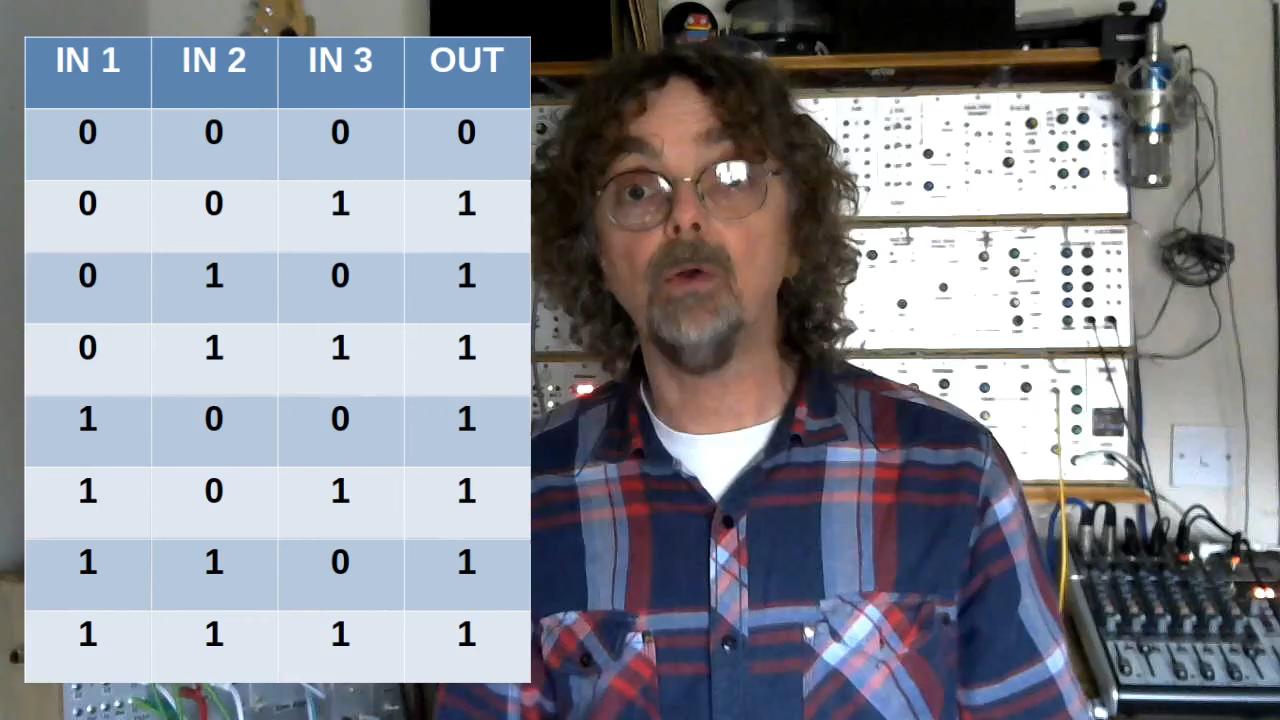 IN 1 IN 2 IN 3 OUT
0 0 0 0
0 0 1 1
0 1 0 1
0 1 1 1
1 0 0 1
1 0 1 1
1 1 0 1
1 1 1 1